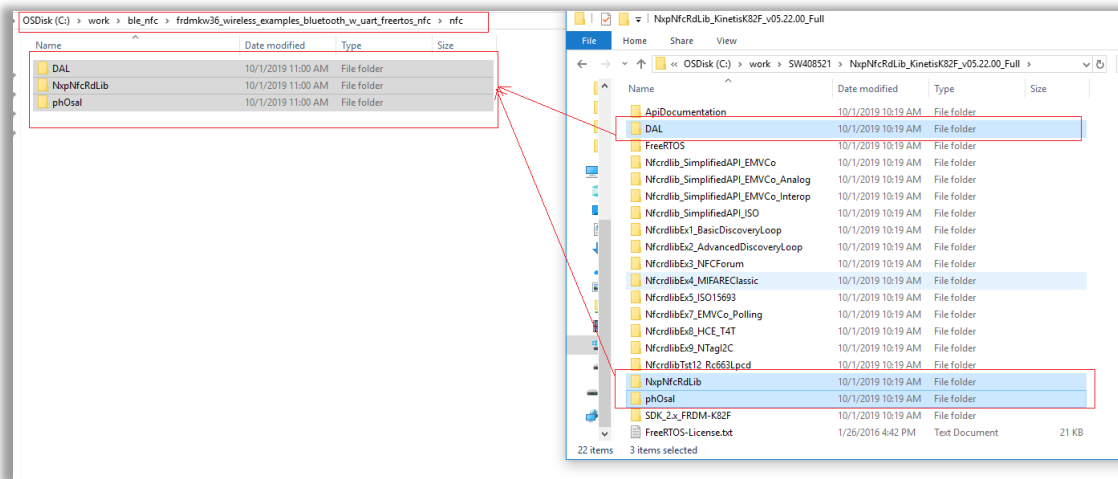 OSDisk (C:) > work > ble_nfc > frdmkw36_wireless_examples_bluetooth_w_uart_freertos_nfc > nfc
Name Date modified Type Size
DAL 10/1/2019 11:00 AM File folder
NxpNfcRdLib 10/1/2019 11:00 AM File folder
phOsal 10/1/2019 11:00 AM File folder
NxpNfcRdLib_KinetisK82F_v05.22.00_Full
File Home Share View
« OSDisk (C:) > work > SW408521 > NxpNfcRdLib_KinetisK82F_v05.22.00_Full >
Name Date modified Type Size
ApiDocumentation 10/1/2019 10:19 AM File folder
DAL 10/1/2019 10:19 AM File folder
FreeRTOS 10/1/2019 10:19 AM File folder
Nfcrdlib_SimplifiedAPI_EMVCo 10/1/2019 10:19 AM File folder
Nfcrdlib_SimplifiedAPI_EMVCo_Analog 10/1/2019 10:19 AM File folder
Nfcrdlib_SimplifiedAPI_EMVCo_Interop 10/1/2019 10:19 AM File folder
Nfcrdlib_SimplifiedAPI_ISO 10/1/2019 10:19 AM File folder
NfcrdlibEx1_BasicDiscoveryLoop 10/1/2019 10:19 AM File folder
NfcrdlibEx2_AdvancedDiscoveryLoop 10/1/2019 10:19 AM File folder
NfcrdlibEx3_NFCForum 10/1/2019 10:19 AM File folder
NfcrdlibEx4_MIFAREClassic 10/1/2019 10:19 AM File folder
NfcrdlibEx5_ISO15693 10/1/2019 10:19 AM File folder
NfcrdlibEx7_EMVCo_Polling 10/1/2019 10:19 AM File folder
NfcrdlibEx8_HCE_T4T 10/1/2019 10:19 AM File folder
NfcrdlibEx9_NTagI2C 10/1/2019 10:19 AM File folder
NfcrdlibTst12_Rc663Lpcd 10/1/2019 10:19 AM File folder
NxpNfcRdLib 10/1/2019 10:19 AM File folder
phOsal 10/1/2019 10:19 AM File folder
SDK_2.x_FRDM-K82F 10/1/2019 10:19 AM File folder
FreeRTOS-License.txt 1/26/2016 4:42 PM Text Document 21 KB
22 items 3 items selected